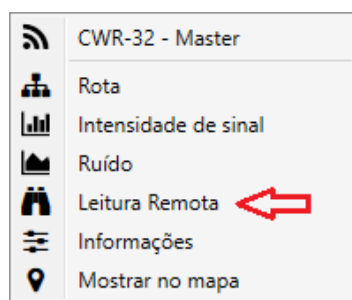 CWR-32 - Master
Rota
Intensidade de sinal
Ruído
Leitura Remota
Informações
Mostrar no mapa